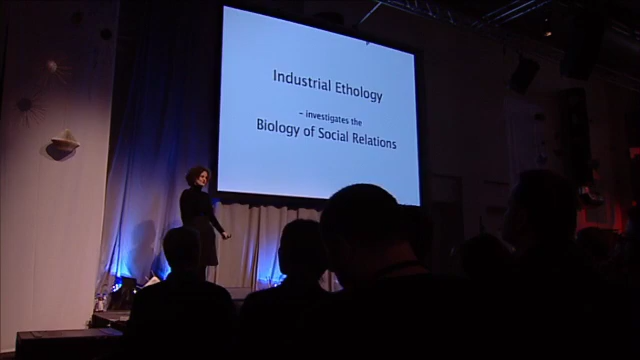 Industrial Ethology
– investigates the
Biology of Social Relations